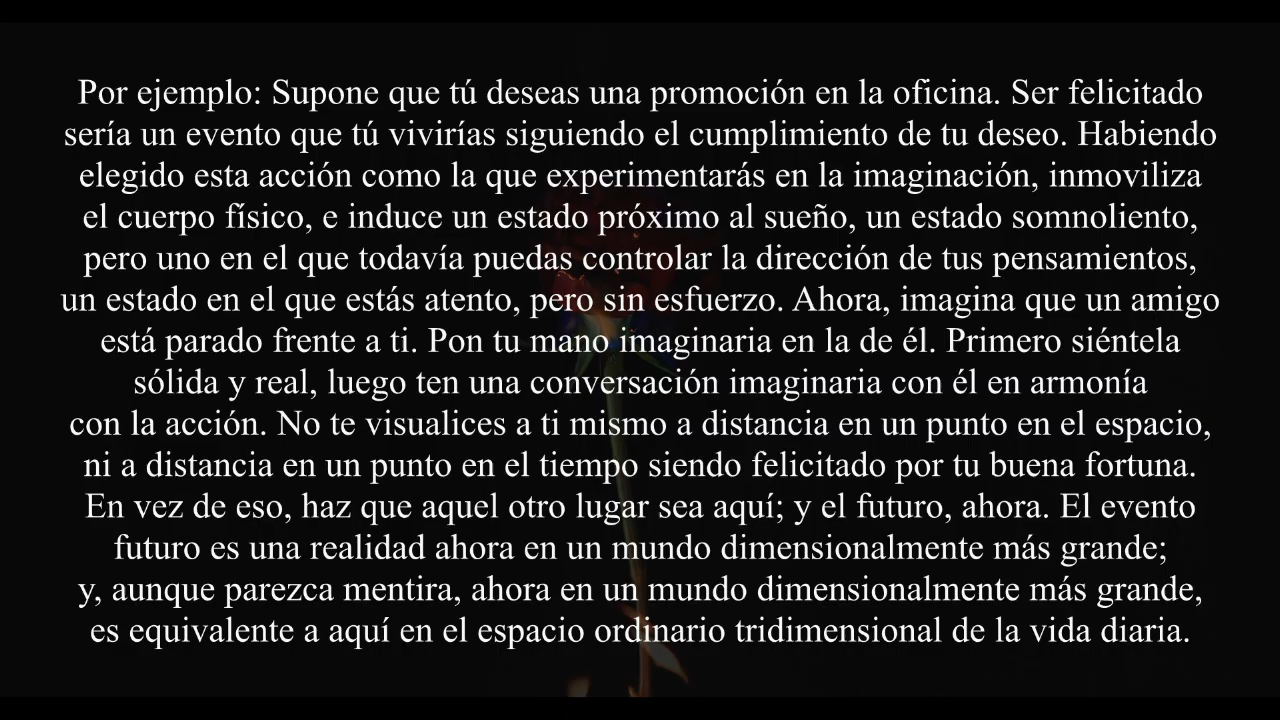 Por ejemplo: Supone que tú deseas una promoción en la oficina. Ser felicitado
sería un evento que tú vivirías siguiendo el cumplimiento de tu deseo. Habiendo
elegido esta acción como la que experimentarás en la imaginación, inmoviliza
el cuerpo físico, e induce un estado próximo al sueño, un estado somnoliento,
pero uno en el que todavía puedas controlar la dirección de tus pensamientos,
un estado en el que estás atento, pero sin esfuerzo. Ahora, imagina que un amigo
está parado frente a ti. Pon tu mano imaginaria en la de él. Primero siéntela
sólida y real, luego ten una conversación imaginaria con él en armonía
con la acción. No te visualices a ti mismo a distancia en un punto en el espacio,
ni a distancia en un punto en el tiempo siendo felicitado por tu buena fortuna.
En vez de eso, haz que aquel otro lugar sea aquí; y el futuro, ahora. El evento
futuro es una realidad ahora en un mundo dimensionalmente más grande;
y, aunque parezca mentira, ahora en un mundo dimensionalmente más grande,
es equivalente a aquí en el espacio ordinario tridimensional de la vida diaria.